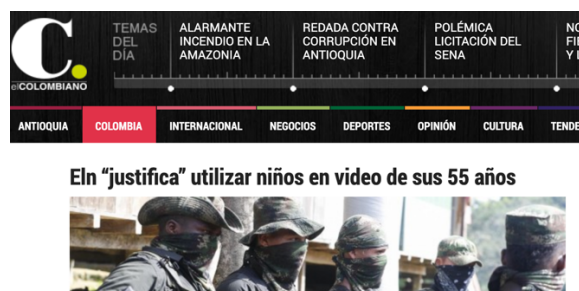 TEMAS
DEL
DÍA
ALARMANTE
INCENDIO EN LA
AMAZONIA
REDADA CONTRA
CORRUPCIÓN EN
ANTIOQUIA
POLÉMICA
LICITACIÓN DEL
SENA
elCOLOMBIANO
ANTIOQUIA COLOMBIA INTERNACIONAL NEGOCIOS DEPORTES OPINIÓN CULTURA TENDE
Eln “justifica” utilizar niños en video de sus 55 años